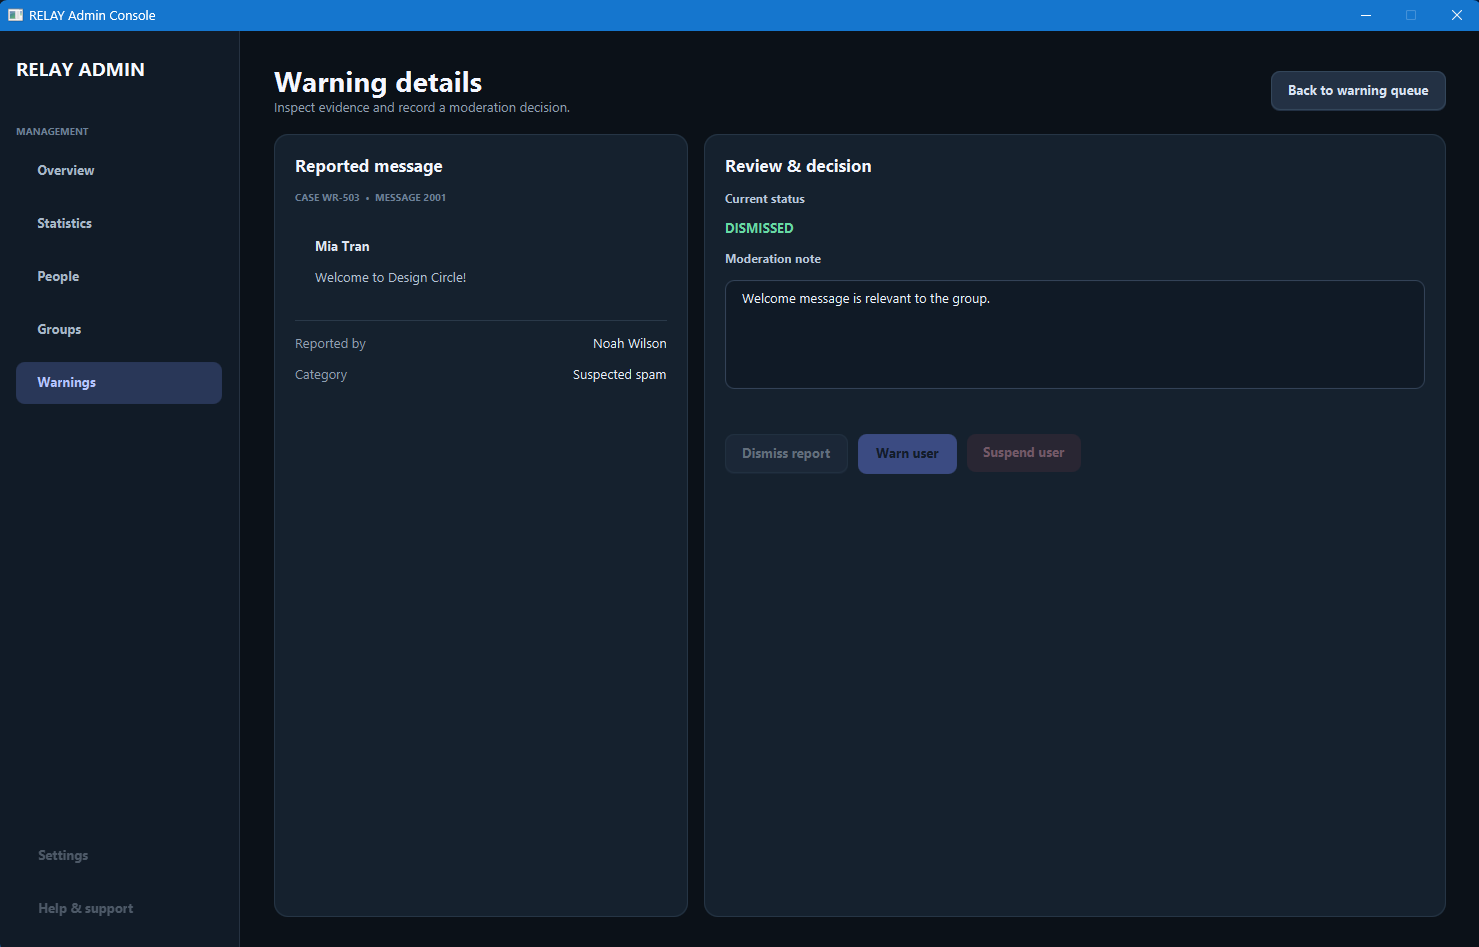 RELAY Admin Console
RELAY ADMIN
MANAGEMENT
Overview
Statistics
People
Groups
Warnings
Settings
Help & support
Warning details
Inspect evidence and record a moderation decision.
Back to warning queue
Reported message
CASE WR-503 • MESSAGE 2001
Mia Tran
Welcome to Design Circle!
Reported by Noah Wilson
Category Suspected spam
Review & decision
Current status
DISMISSED
Moderation note
Welcome message is relevant to the group.
Dismiss report Warn user Suspend user